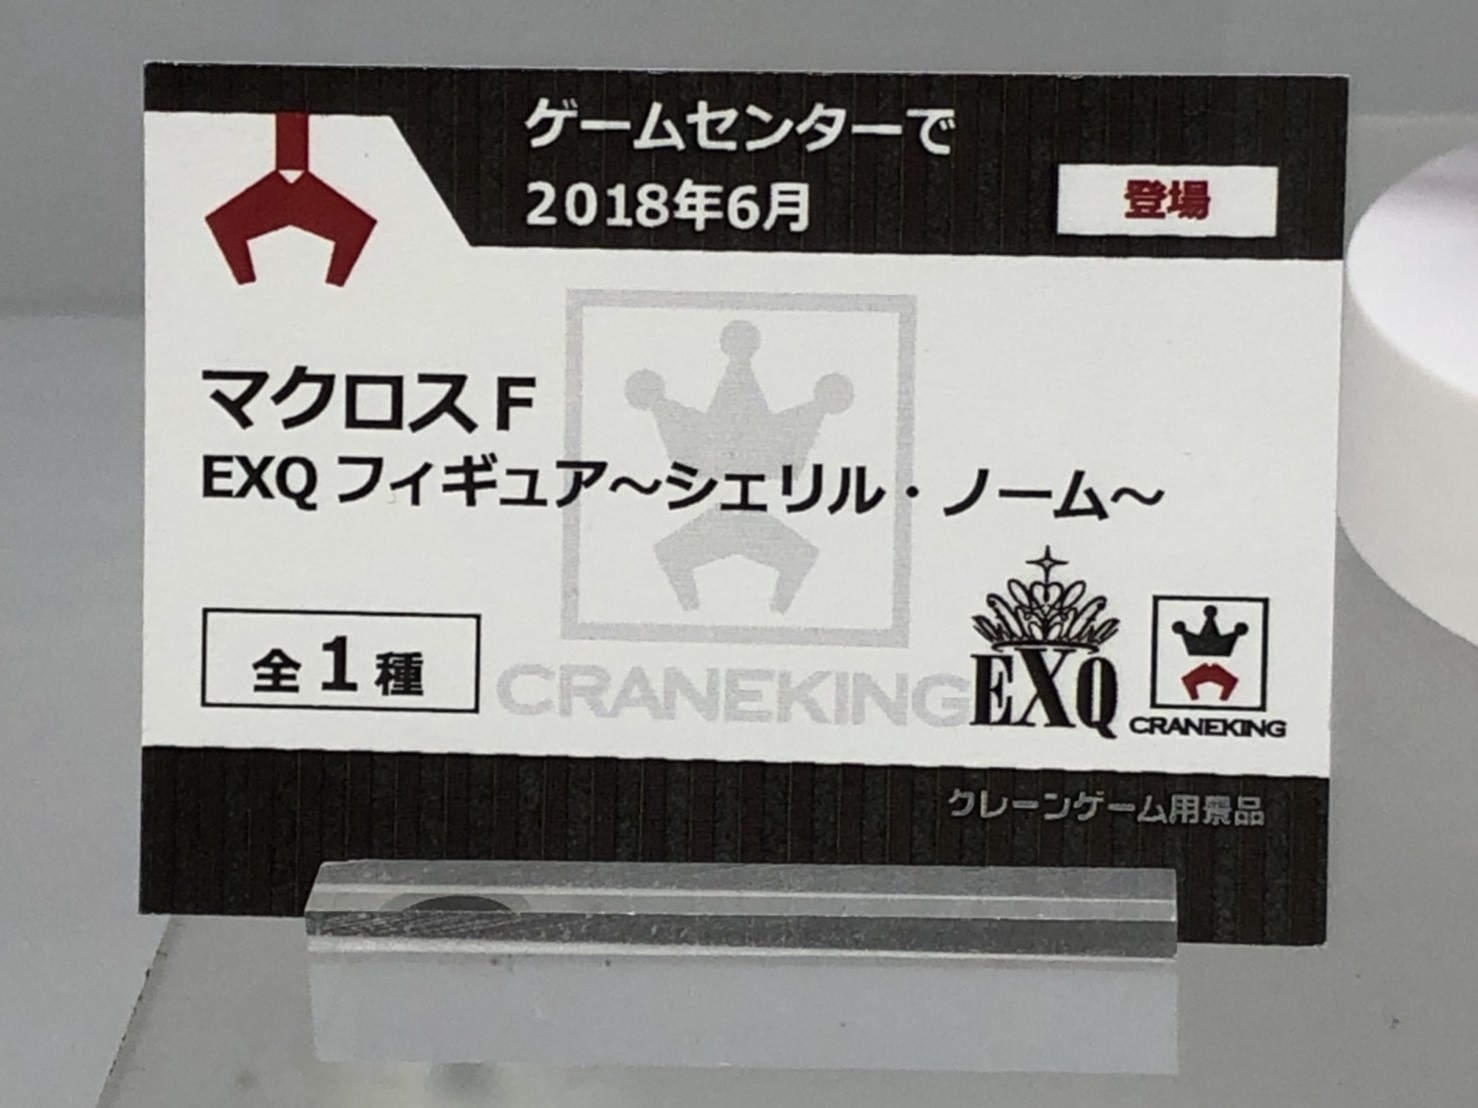 ゲームセンターで
2018年6月
登場
マクロスF
EXQ フィギュア～シェリル・ノーム～
全1種
CRANEKING
EXQ
CRANEKING
クレーンゲーム用景品